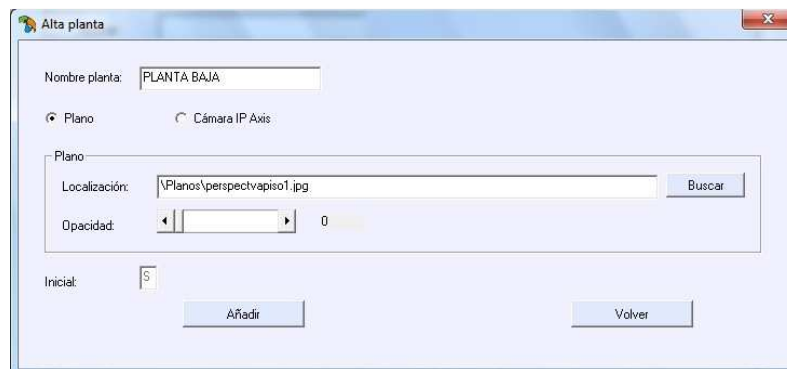 Alta planta
Nombre planta: PLANTA BAJA
Plano Cámara IP Axis
Plano
Localización: \Planos\perspectvapiso1.jpg Buscar
Opacidad: 0
Inicial: S
Añadir Volver